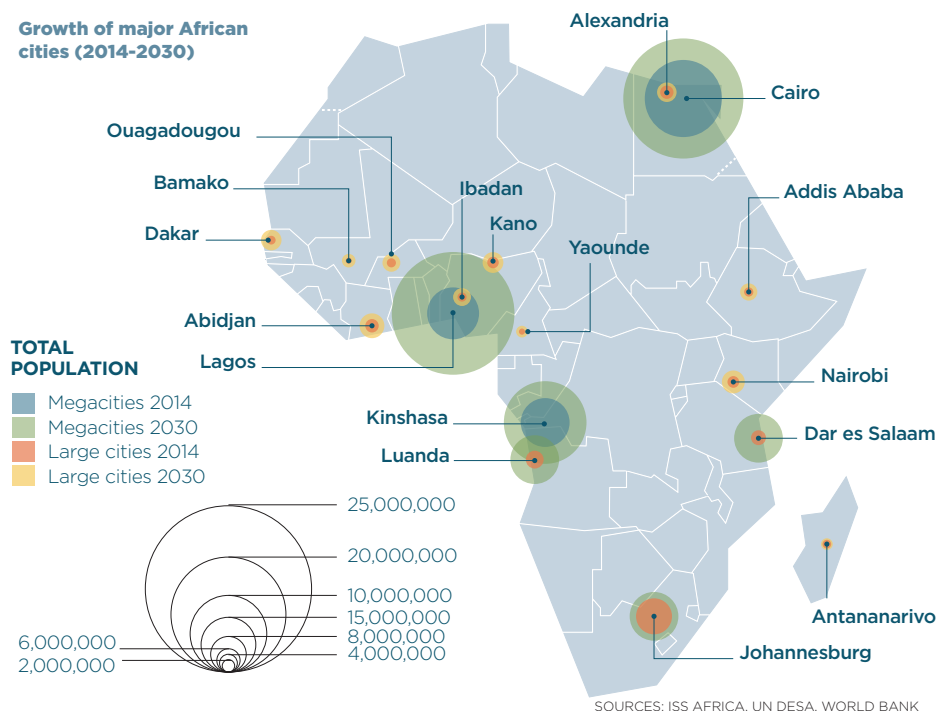 Growth of major African
cities (2014-2030)
Alexandria
Cairo
Ouagadougou
Bamako
Ibadan
Addis Ababa
Kano
Dakar
Yaounde
Abidjan
Lagos
TOTAL
POPULATION
Megacities 2014
Megacities 2030
Large cities 2014
Large cities 2030
Nairobi
Kinshasa
Dar es Salaam
Luanda
25,000,000
20,000,000
10,000,000
15,000,000
8,000,000
6,000,000
4,000,000
2,000,000
Antananarivo
Johannesburg
SOURCES: ISS AFRICA, UN DESA, WORLD BANK